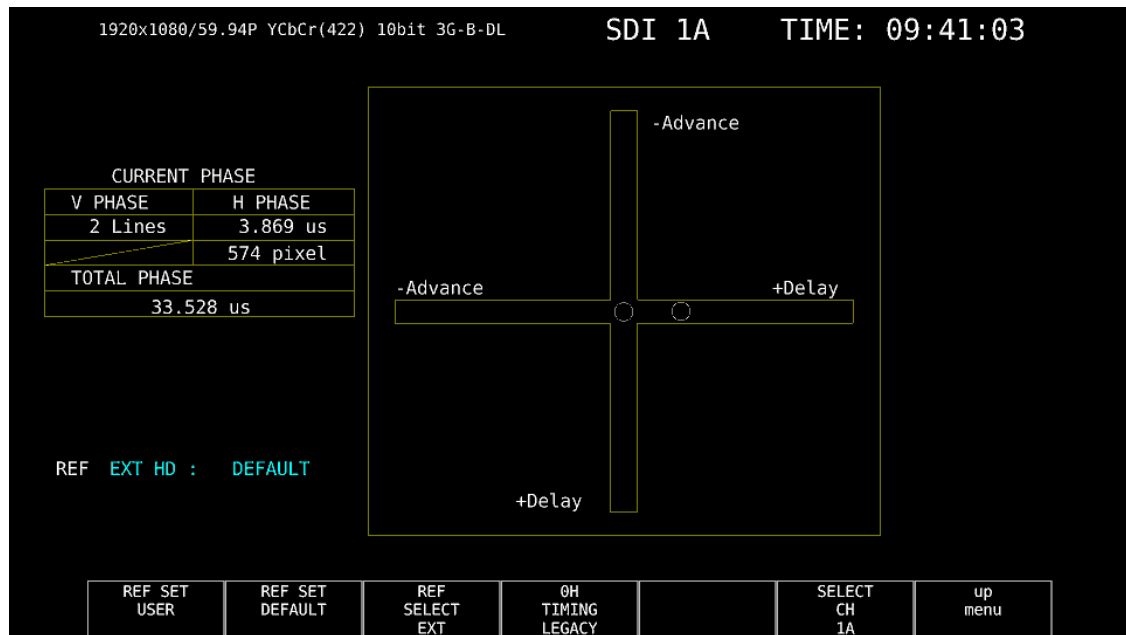 1920x1080/59.94P YCbCr(422) 10bit 3G-B-DL SDI 1A TIME: 09:41:03
-Advance
CURRENT PHASE
V PHASE H PHASE
2 Lines 3.869 us
574 pixel
TOTAL PHASE
33.528 us
-Advance +Delay
REF EXT HD : DEFAULT
+Delay
REF SET
USER
REF SET
DEFAULT
REF
SELECT
EXT
0H
TIMING
LEGACY
SELECT
CH
1A
up
menu